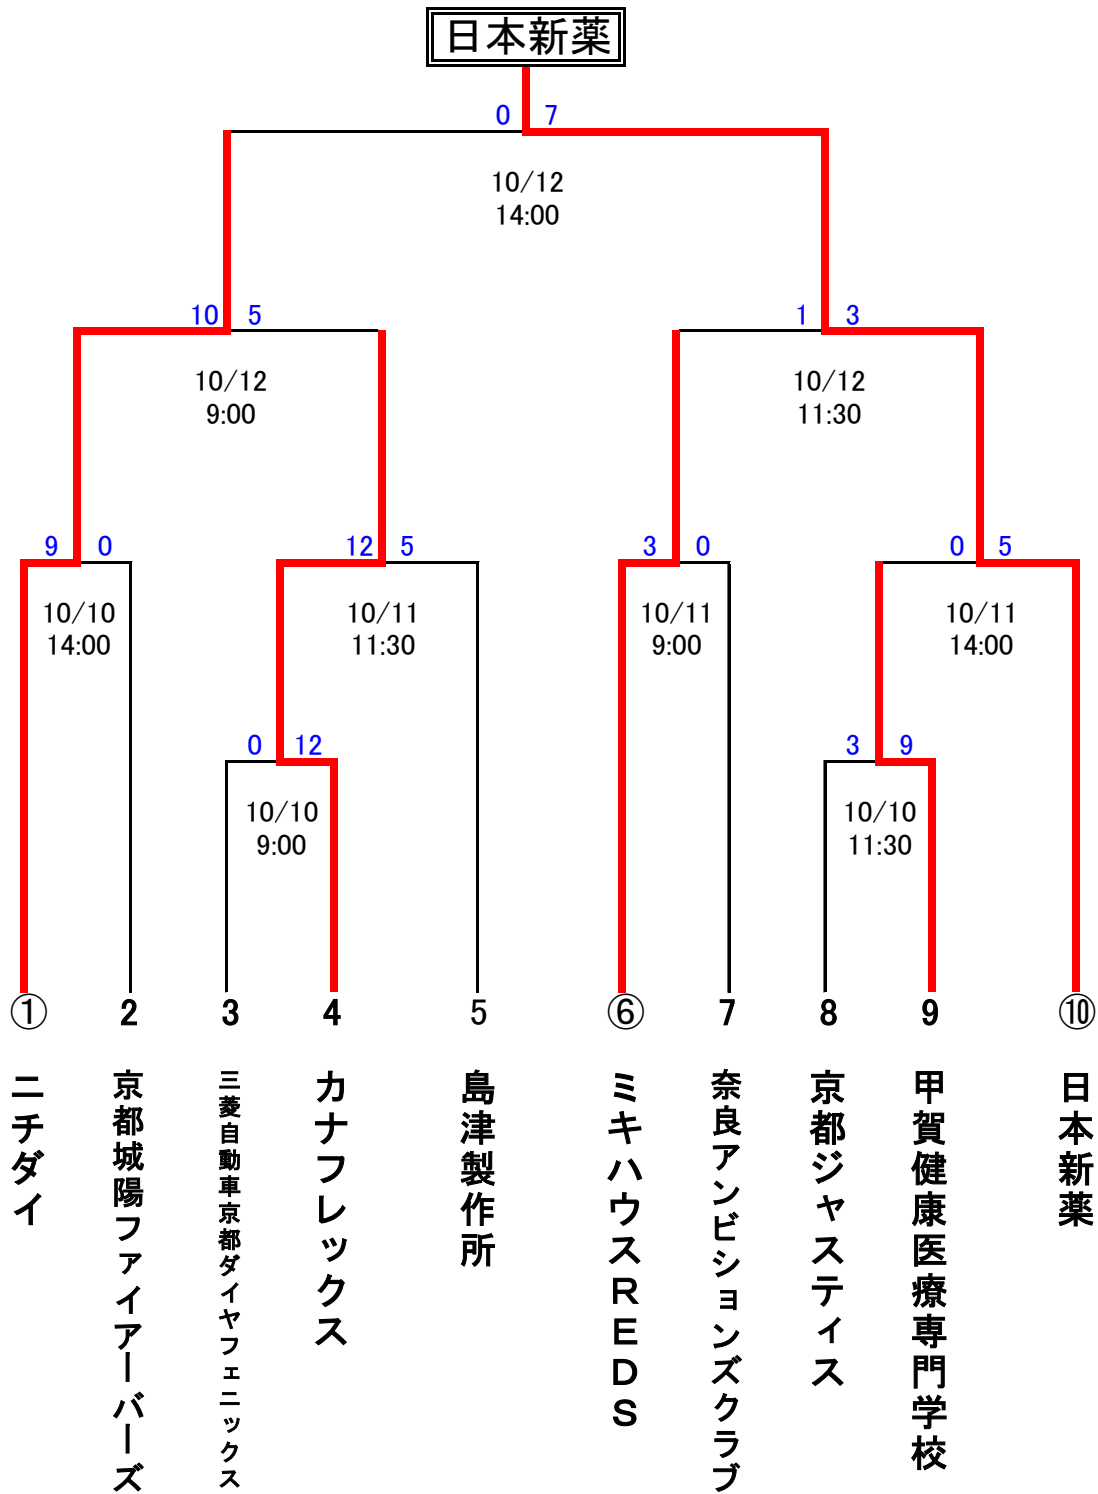 日本新薬
0 7
10/12
14:00
10 5
1 3
10/12
9:00
10/12
11:30
9 0
12 5
3 0
0 5
10/10
14:00
10/11
11:30
10/11
9:00
10/11
14:00
0 12
3 9
10/10
9:00
10/10
11:30
① 2 3 4 5 ⑥ 7 8 9 ⑩
ニチダイ
京都城陽ファイアーバーズ
三菱自動車京都ダイヤフェニックス
カナフレックス
島津製作所
ミキハウスREDS
奈良アンビションズクラブ
京都ジャスティス
甲賀健康医療専門学校
日本新薬